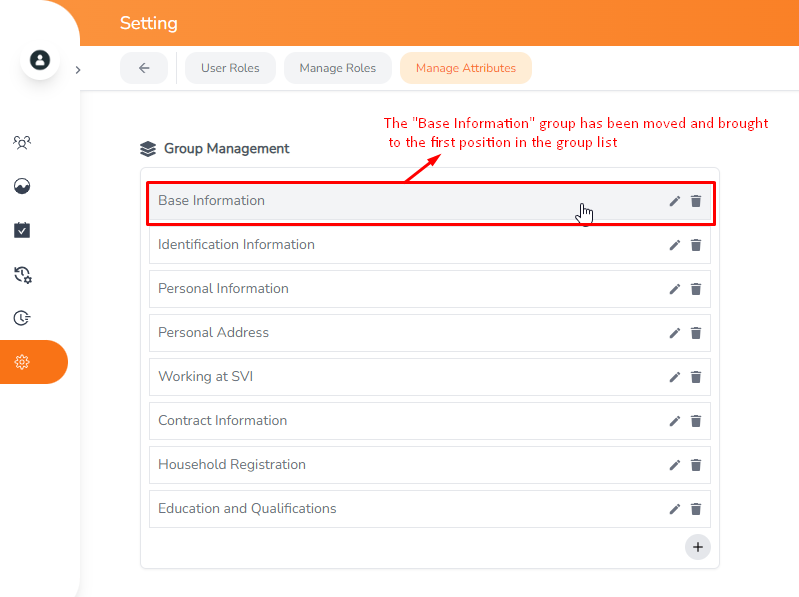 Setting
User Roles
Manage Roles
Manage Attributes
The "Base Information" group has been moved and brought
to the first position in the group list
Group Management
Base Information
Identification Information
Personal Information
Personal Address
Working at SVI
Contract Information
Household Registration
Education and Qualifications